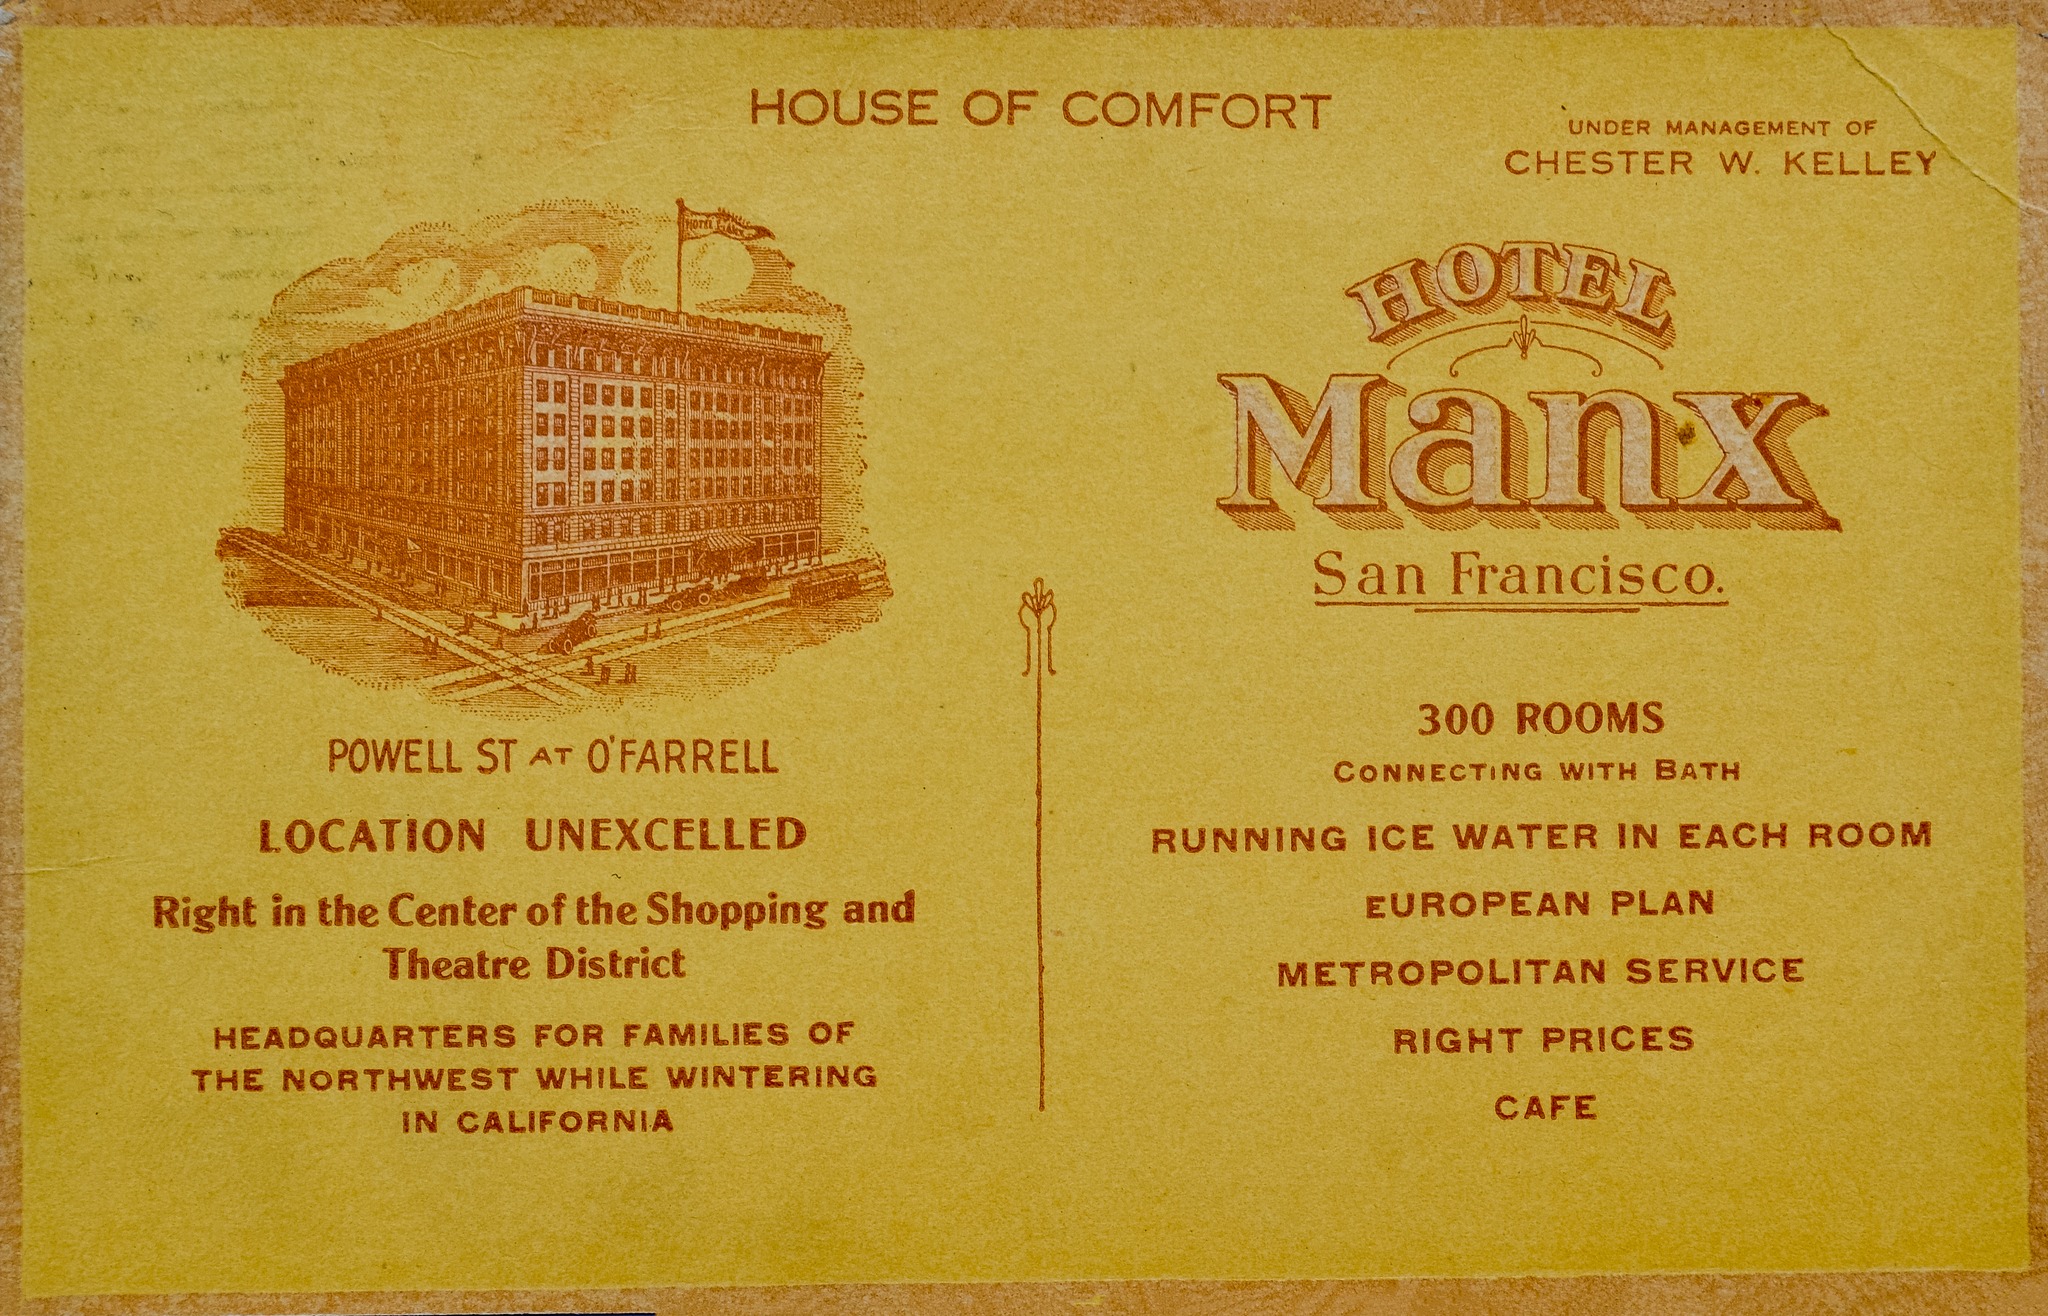 HOUSE OF COMFORT
UNDER MANAGEMENT OF
CHESTER W. KELLEY
HOTEL MANX
POWELL ST AT O'FARRELL
LOCATION UNEXCELLED
Right in the Center of the Shopping and
Theatre District
HEADQUARTERS FOR FAMILIES OF
THE NORTHWEST WHILE WINTERING
IN CALIFORNIA
HOTEL
Manx
San Francisco.
300 ROOMS
CONNECTING WITH BATH
RUNNING ICE WATER IN EACH ROOM
EUROPEAN PLAN
METROPOLITAN SERVICE
RIGHT PRICES
CAFE